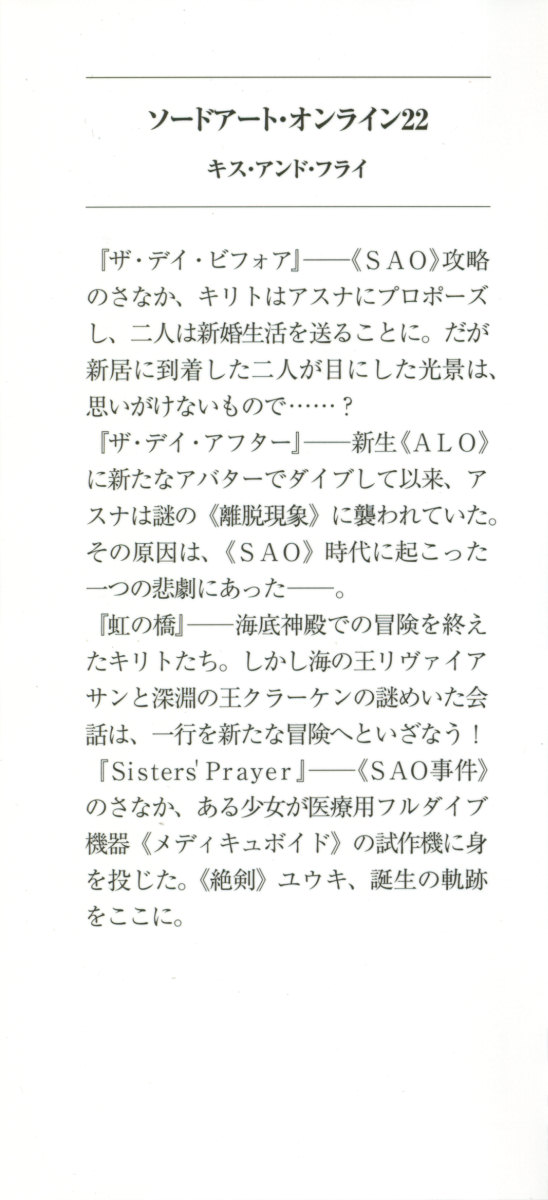 ソードアート・オンライン22
キス・アンド・フライ
『ザ・デイ・ビフォア』――《ＳＡＯ》攻略
のさなか、キリトはアスナにプロポーズ
し、二人は新婚生活を送ることに。だが
新居に到着した二人が目にした光景は、
思いがけないもので……？
『ザ・デイ・アフター』――新生《ＡＬＯ》
に新たなアバターでダイブして以来、ア
スナは謎の《離脱現象》に襲われていた。
その原因は、《ＳＡＯ》時代に起こった
一つの悲劇にあった――。
『虹の橋』――海底神殿での冒険を終え
たキリトたち。しかし海の王リヴァイア
サンと深淵の王クラーケンの謎めいた会
話は、一行を新たな冒険へといざなう！
『Sisters' Prayer』――《SAO事件》
のさなか、ある少女が医療用フルダイブ
機器《メディキュボイド》の試作機に身
を投じた。《絶剣》ユウキ、誕生の軌跡
をここに。